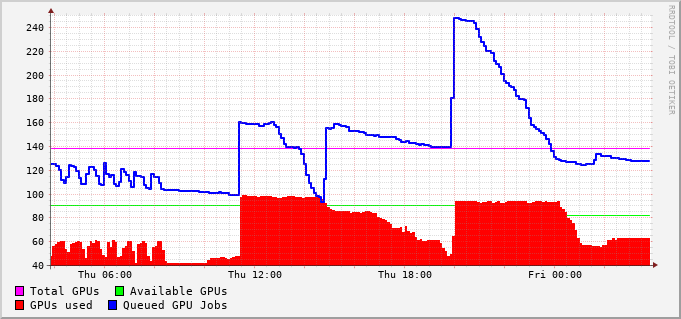 240
220
200
180
160
140
120
100
80
60
40
Thu 06:00 Thu 12:00 Thu 18:00 Fri 00:00
Total GPUs Available GPUs
GPUs used Queued GPU Jobs
RRDTOOL / TOBI OETIKER